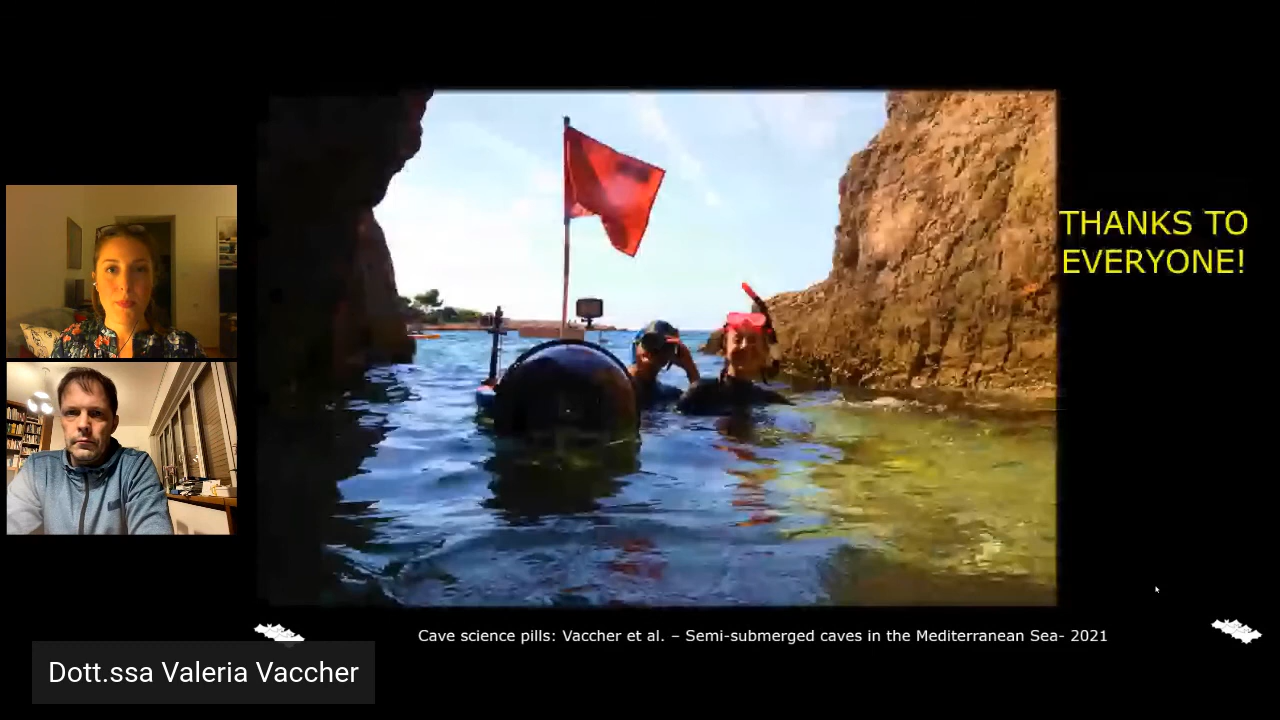 THANKS TO
EVERYONE!
Cave science pills: Vaccher et al. – Semi-submerged caves in the Mediterranean Sea- 2021
Dott.ssa Valeria Vaccher